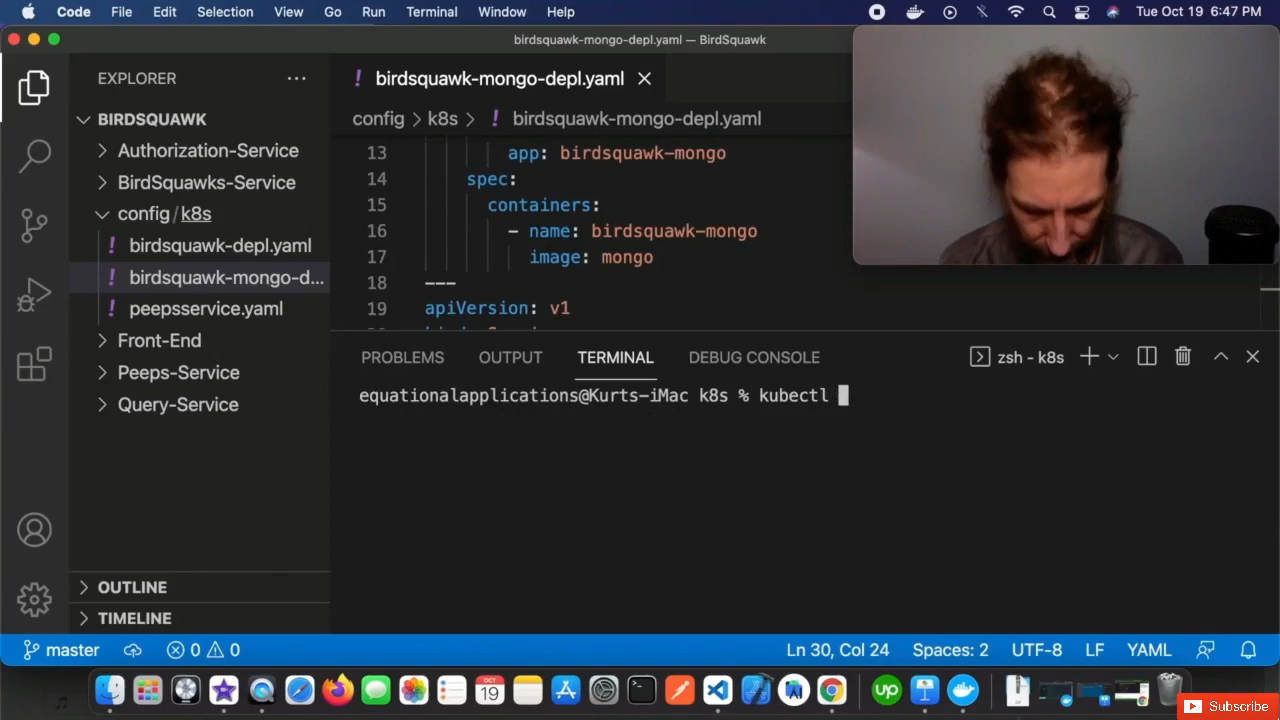 Code File Edit Selection View Go Run Terminal Window Help Tue Oct 19 6:47 PM
birdsquawk-mongo-depl.yaml — BirdSquawk
EXPLORER
BIRDSQUAWK
Authorization-Service
BirdSquawks-Service
config/k8s
birdsquawk-depl.yaml
birdsquawk-mongo-d...
peepsservice.yaml
Front-End
Peeps-Service
Query-Service
OUTLINE
TIMELINE
birdsquawk-mongo-depl.yaml
config > k8s > birdsquawk-mongo-depl.yaml
13 app: birdsquawk-mongo
14 spec:
15 containers:
16 - name: birdsquawk-mongo
17 image: mongo
18 ---
19 apiVersion: v1
PROBLEMS OUTPUT TERMINAL DEBUG CONSOLE zsh - k8s
equationalapplications@Kurts-iMac k8s % kubectl
master 0 0 Ln 30, Col 24 Spaces: 2 UTF-8 LF YAML
OCT
19
up
Subscribe